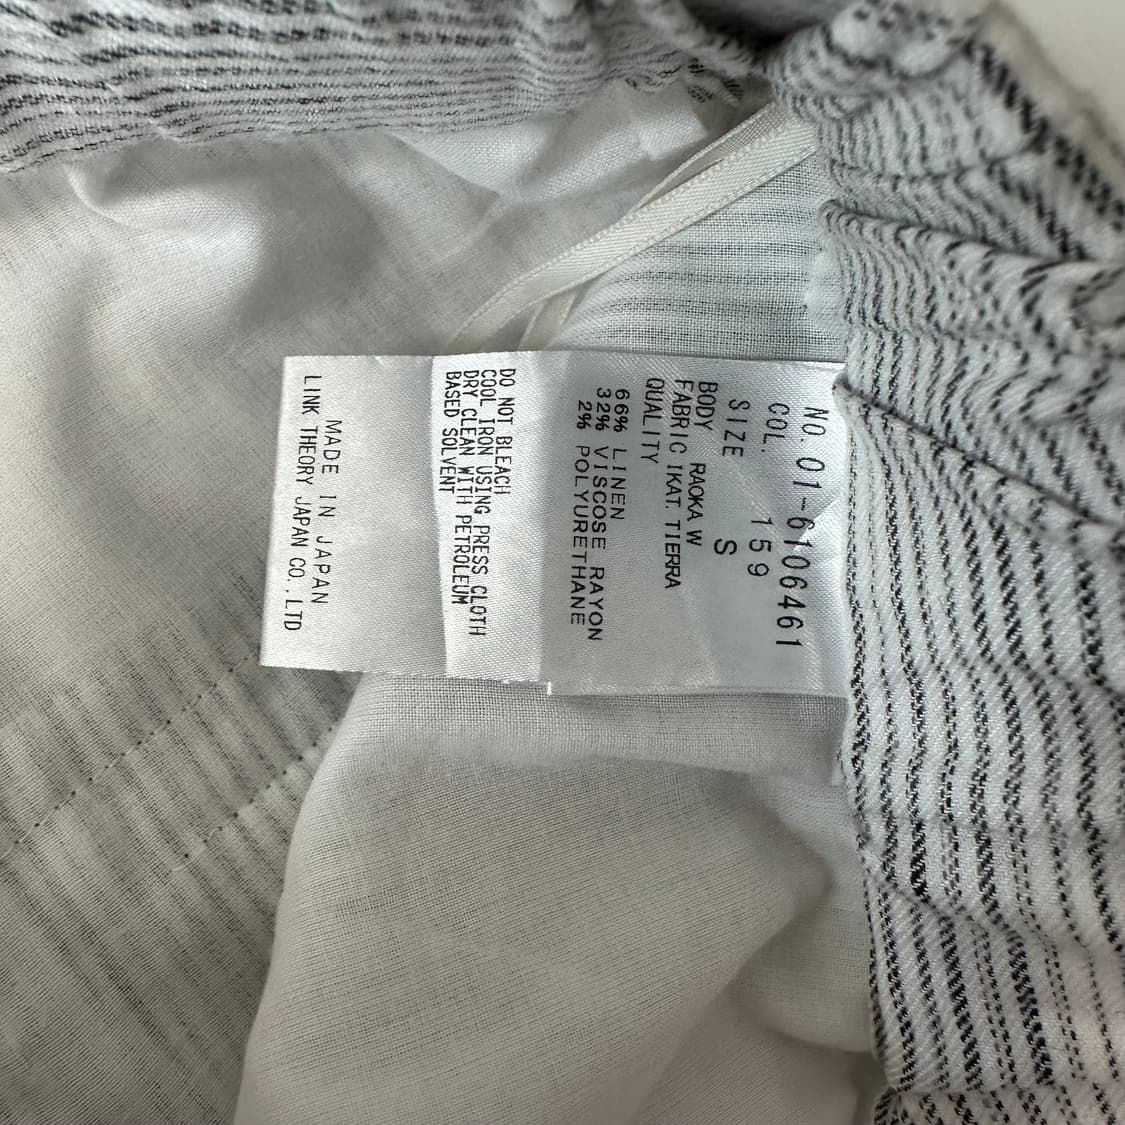 NO. 01-6106461
COL. 159
SIZE S
BODY RAOKA W
FABRIC IKAT. TIERRA
QUALITY
66% LINEN
32% VISCOSE RAYON
2% POLYURETHANE
DO NOT BLEACH
COOL IRON USING PRESS CLOTH
DRY CLEAN WITH PETROLEUM
BASED SOLVENT
MADE IN JAPAN
LINK THEORY JAPAN CO.,LTD